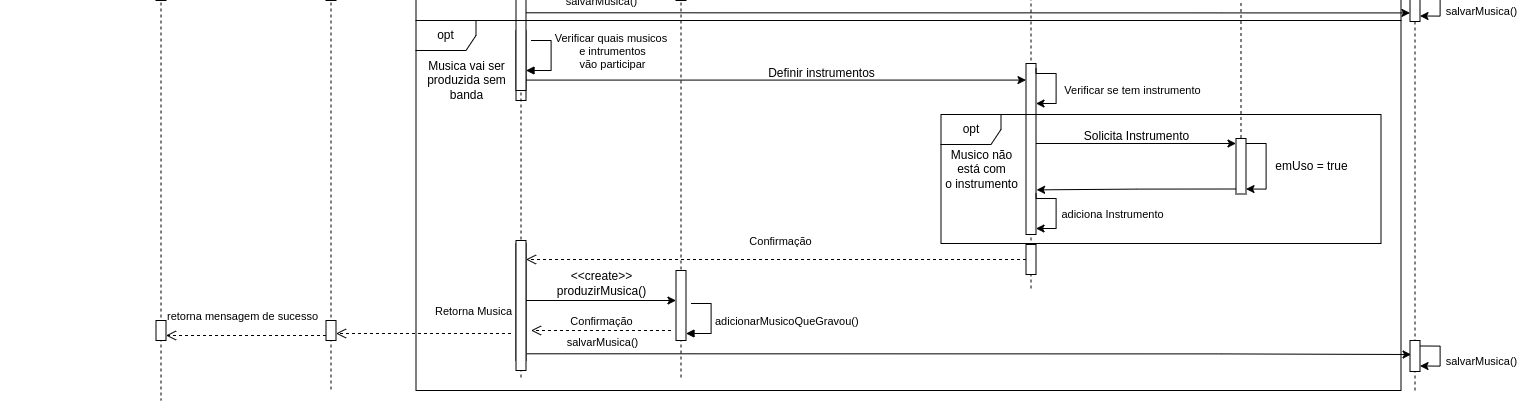 salvarMusica()
salvarMusica()
opt
Verificar quais musicos
e intrumentos
vão participar
Musica vai ser
produzida sem
banda
Definir instrumentos
Verificar se tem instrumento
opt
Solicita Instrumento
Musico não
está com
o instrumento
emUso = true
adiciona Instrumento
Confirmação
<<create>>
produzirMusica()
Retorna Musica
retorna mensagem de sucesso
Confirmação
adicionarMusicoQueGravou()
salvarMusica()
salvarMusica()